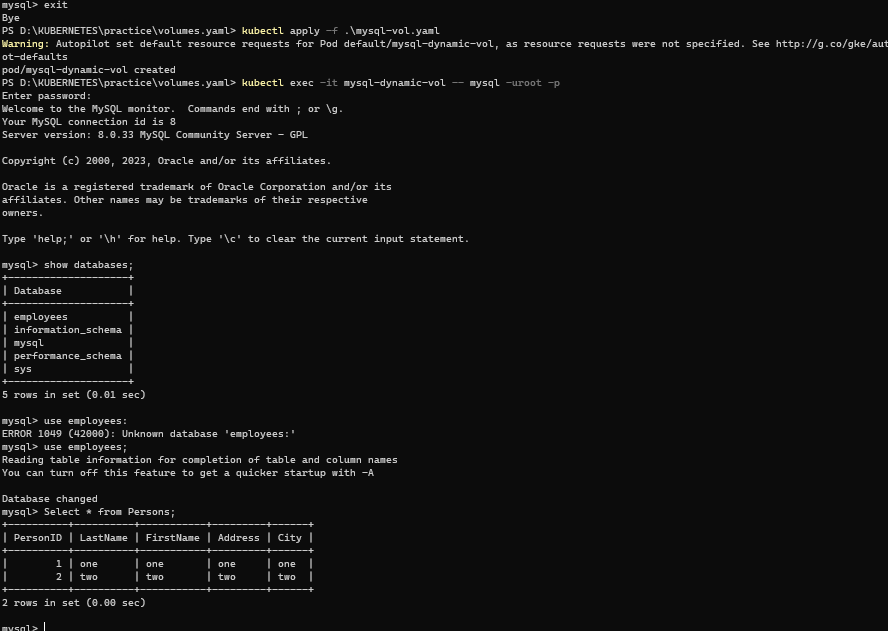 mysql> exit
Bye
PS D:\KUBERNETES\practice\volumes.yaml> kubectl apply -f .\mysql-vol.yaml
Warning: Autopilot set default resource requests for Pod default/mysql-dynamic-vol, as resource requests were not specified. See http://g.co/gke/aut
ot-defaults
pod/mysql-dynamic-vol created
PS D:\KUBERNETES\practice\volumes.yaml> kubectl exec -it mysql-dynamic-vol -- mysql -uroot -p
Enter password:
Welcome to the MySQL monitor.  Commands end with ; or \g.
Your MySQL connection id is 8
Server version: 8.0.33 MySQL Community Server - GPL

Copyright (c) 2000, 2023, Oracle and/or its affiliates.

Oracle is a registered trademark of Oracle Corporation and/or its
affiliates. Other names may be trademarks of their respective
owners.

Type 'help;' or '\h' for help. Type '\c' to clear the current input statement.

mysql> show databases;
+--------------------+
| Database           |
+--------------------+
| employees          |
| information_schema |
| mysql              |
| performance_schema |
| sys                |
+--------------------+
5 rows in set (0.01 sec)

mysql> use employees:
ERROR 1049 (42000): Unknown database 'employees:'
mysql> use employees;
Reading table information for completion of table and column names
You can turn off this feature to get a quicker startup with -A

Database changed
mysql> Select * from Persons;
+----------+----------+-----------+---------+------+
| PersonID | LastName | FirstName | Address | City |
+----------+----------+-----------+---------+------+
|        1 | one      | one       | one     | one  |
|        2 | two      | two       | two     | two  |
+----------+----------+-----------+---------+------+
2 rows in set (0.00 sec)

mysql>